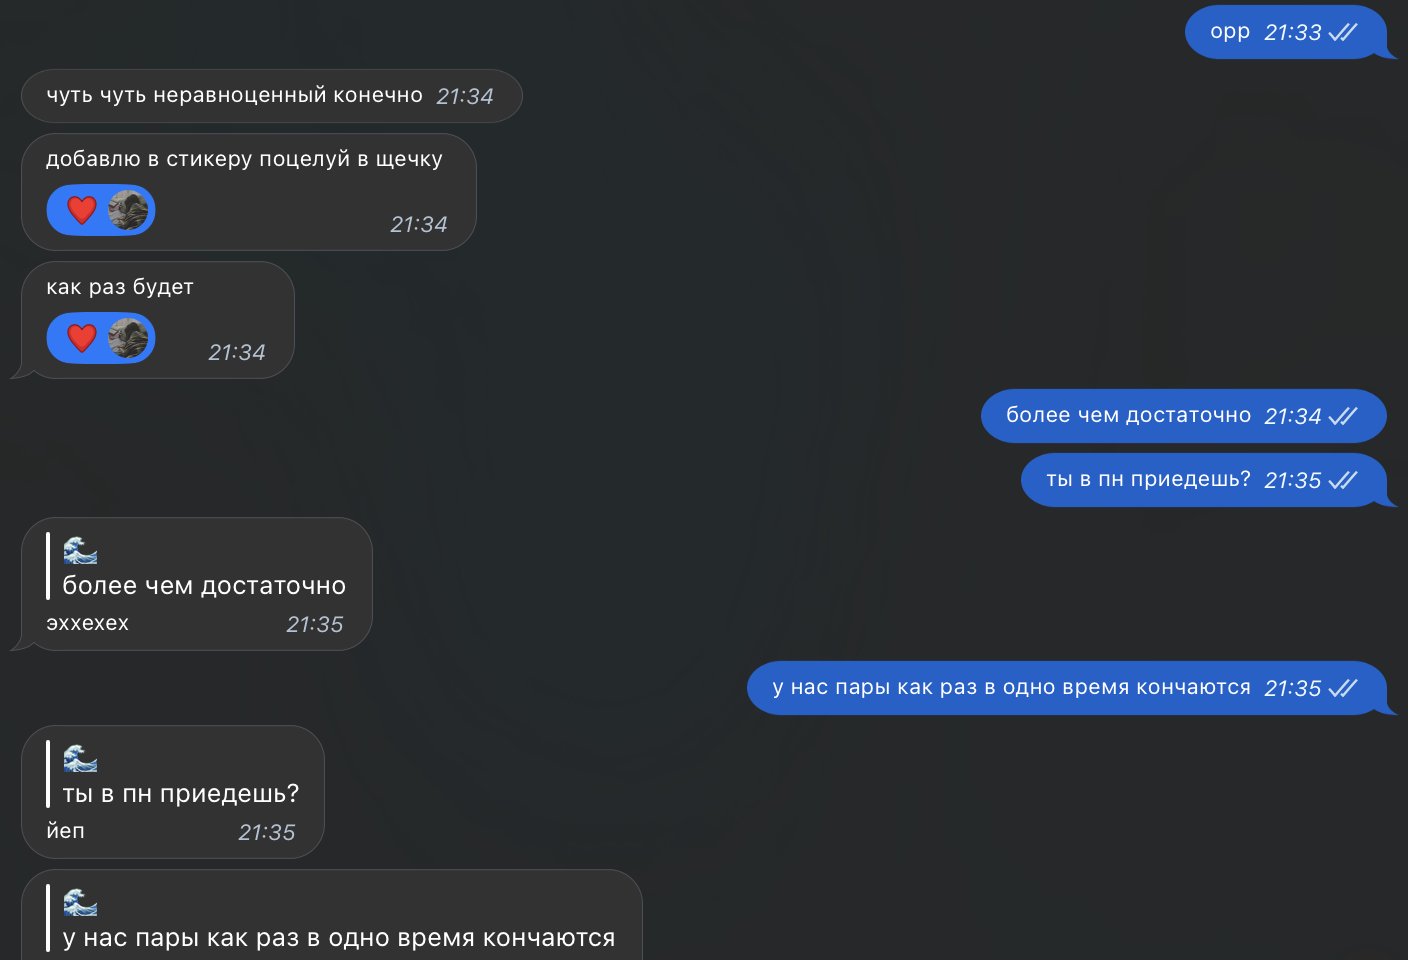 орр 21:33
чуть чуть неравноценный конечно 21:34
добавлю в стикеру поцелуй в щечку
21:34
как раз будет
21:34
более чем достаточно 21:34
ты в пн приедешь? 21:35
более чем достаточно
эххехех 21:35
у нас пары как раз в одно время кончаются 21:35
ты в пн приедешь?
йеп 21:35
у нас пары как раз в одно время кончаются